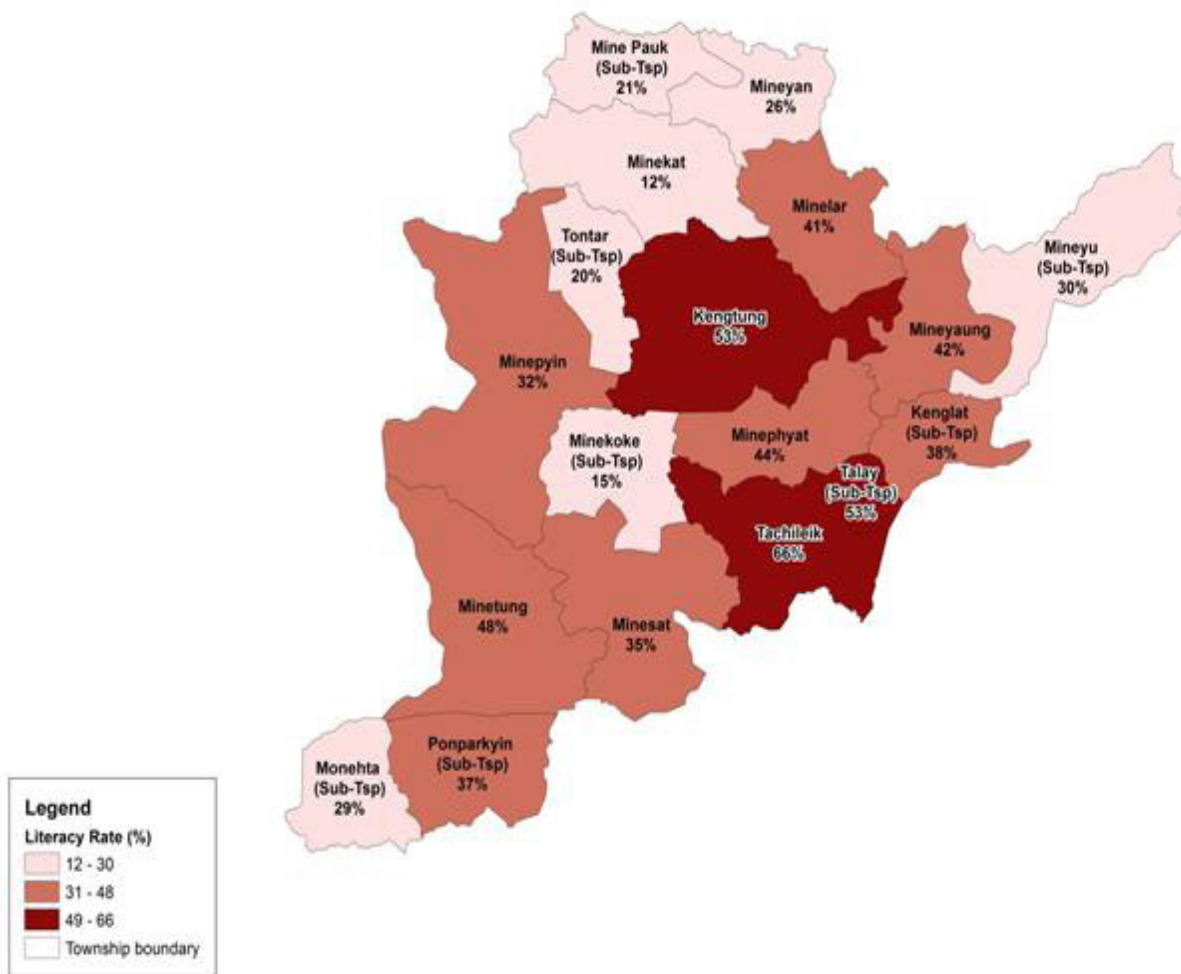 Mine Pauk
(Sub-Tsp)
21%
Mineyan
26%
Minekat
12%
Minelar
41%
Tontar
(Sub-Tsp)
20%
Mineyu
(Sub-Tsp)
30%
Kengtung
53%
Mineyaung
42%
Minepyin
32%
Kenglat
(Sub-Tsp)
38%
Minekoke
(Sub-Tsp)
15%
Minephyat
44%
Talay
(Sub-Tsp)
53%
Tachileik
66%
Minetung
48%
Minesat
35%
Ponparkyin
(Sub-Tsp)
37%
Monehta
(Sub-Tsp)
29%
Legend
Literacy Rate (%)
12 - 30
31 - 48
49 - 66
Township boundary